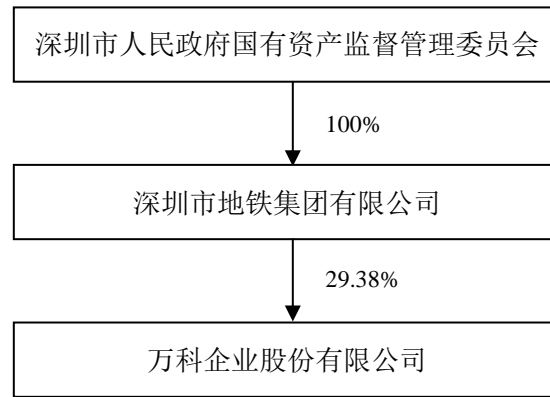 深圳市人民政府国有资产监督管理委员会
100%
深圳市地铁集团有限公司
29.38%
万科企业股份有限公司